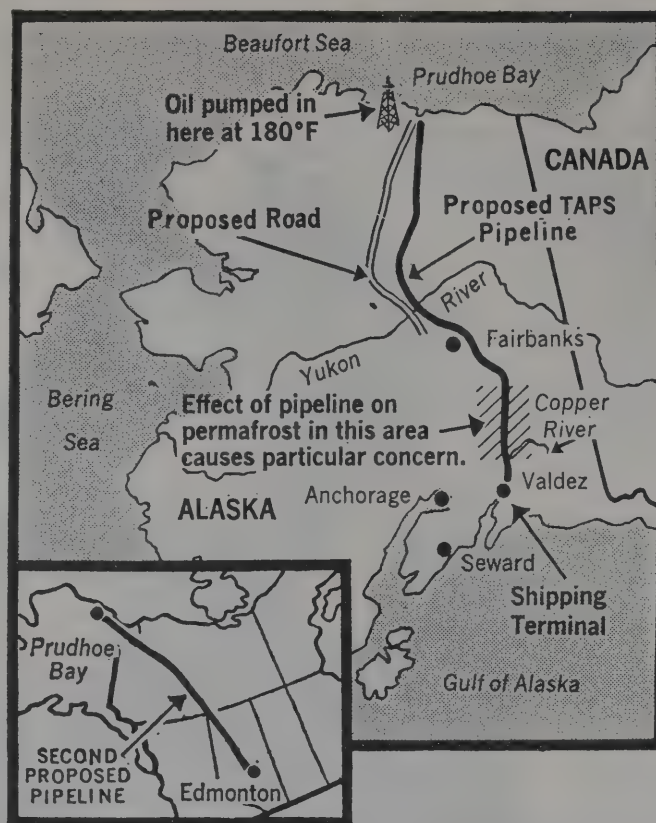 Beaufort Sea
Prudhoe Bay
Oil pumped in
here at 180°F
CANADA
Proposed Road
Proposed TAPS
Pipeline
River
Fairbanks
Yukon
Bering
Sea
Effect of pipeline on
permafrost in this area
causes particular concern.
Copper
River
ALASKA
Anchorage
Valdez
Seward
Shipping
Terminal
Gulf of Alaska
Prudhoe
Bay
SECOND
PROPOSED
PIPELINE
Edmonton